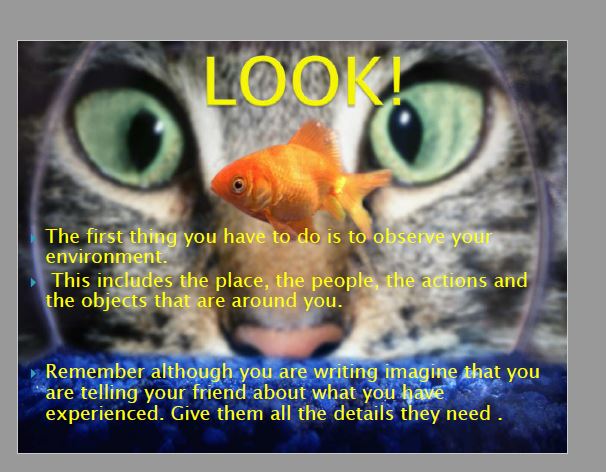 LOOK!
The first thing you have to do is to observe your
environment.
This includes the place, the people, the actions and
the objects that are around you.
Remember although you are writing imagine that you
are telling your friend about what you have
experienced. Give them all the details they need .